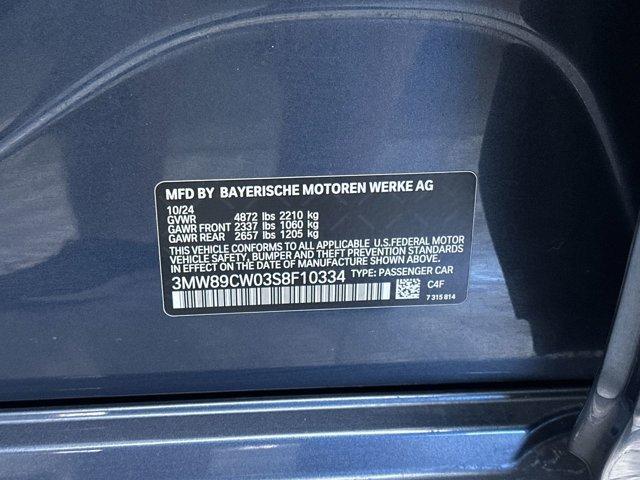 MFD BY BAYERISCHE MOTOREN WERKE AG
10/24
GVWR 4872 lbs 2210 kg
GAWR FRONT 2337 lbs 1060 kg
GAWR REAR 2657 lbs 1205 kg
THIS VEHICLE CONFORMS TO ALL APPLICABLE U.S.FEDERAL MOTOR
VEHICLE SAFETY, BUMPER AND THEFT PREVENTION STANDARDS
IN EFFECT ON THE DATE OF MANUFACTURE SHOWN ABOVE.
3MW89CW03S8F10334 TYPE: PASSENGER CAR
C4F
7 315 814